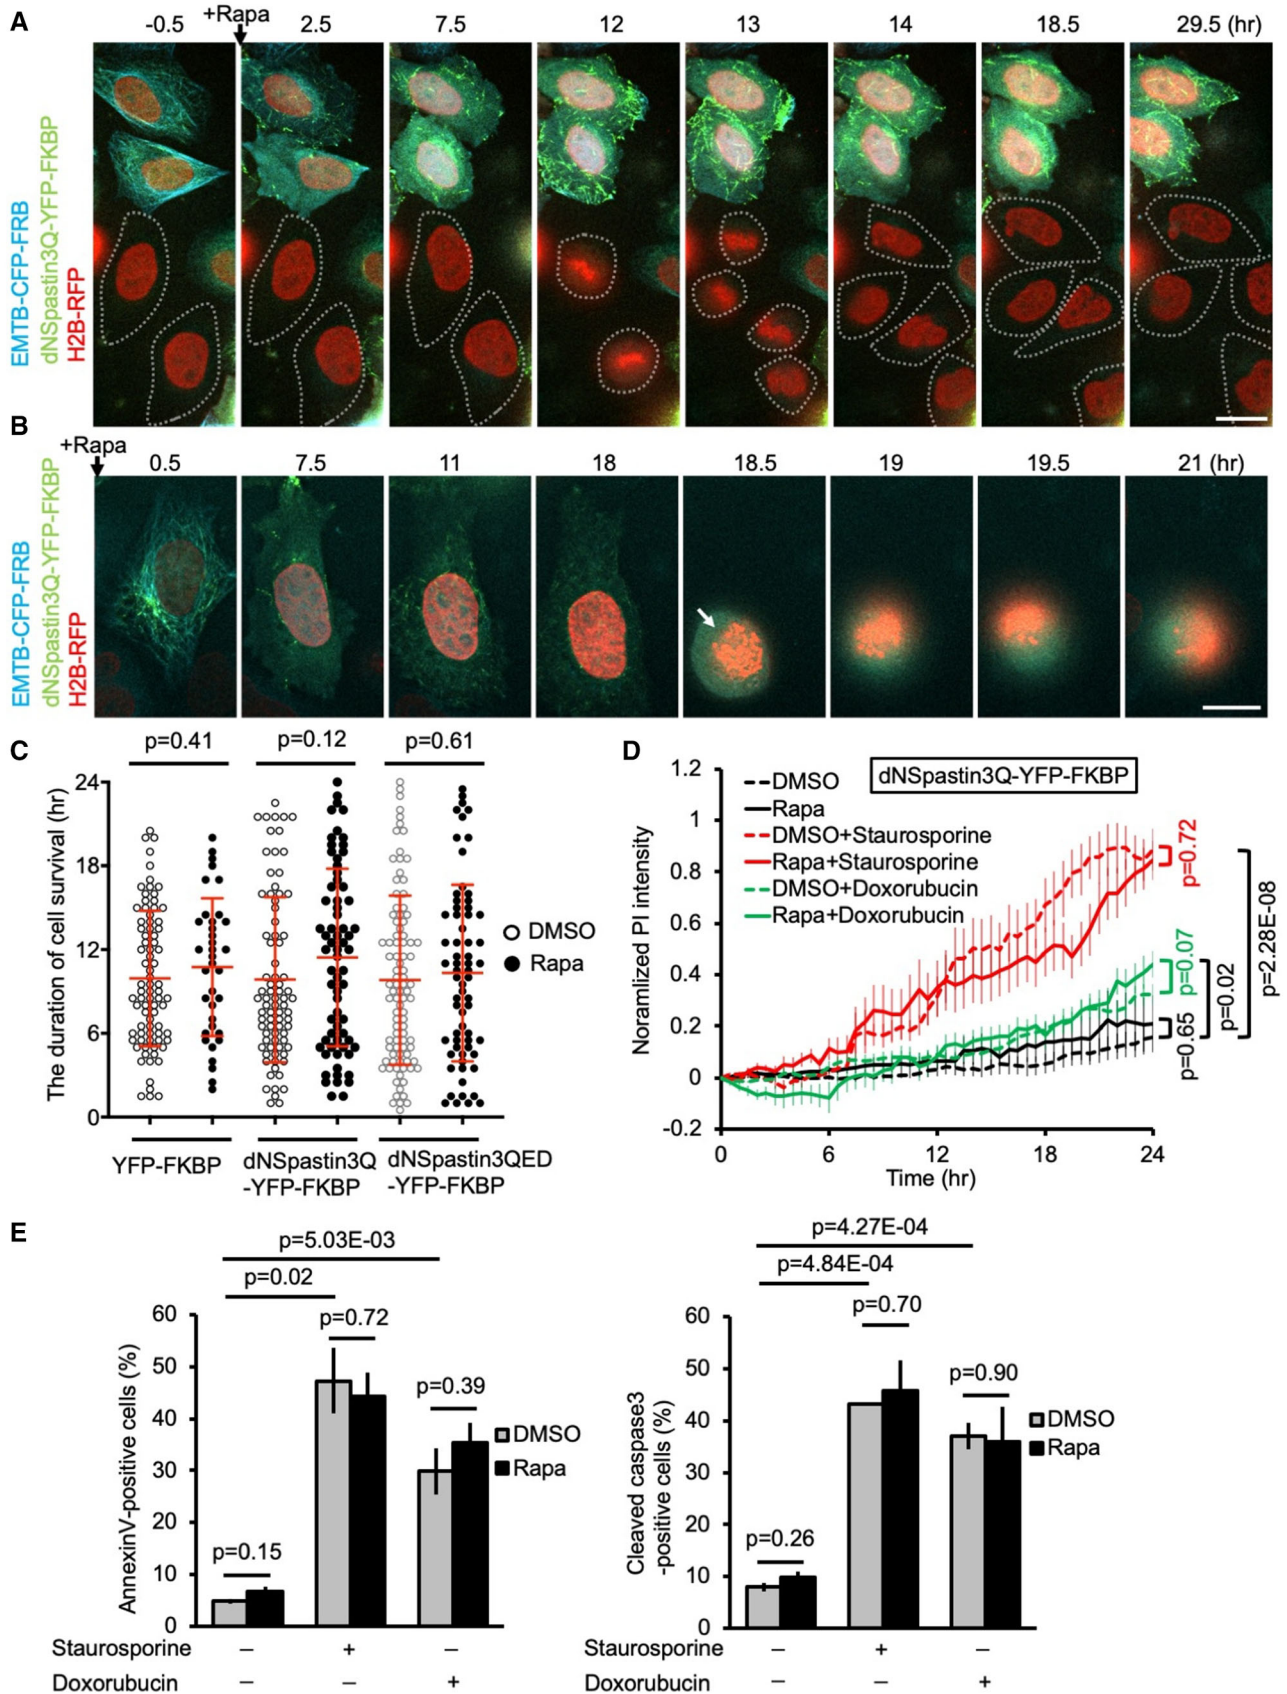 A
+Rapa
-0.5 2.5 7.5 12 13 14 18.5 29.5 (hr)
EMTB-CFP-FRB
dNSpastin3Q-YFP-FKBP
H2B-RFP
B
+Rapa
0.5 7.5 11 18 18.5 19 19.5 21 (hr)
EMTB-CFP-FRB
dNSpastin3Q-YFP-FKBP
H2B-RFP
C
p=0.41 p=0.12 p=0.61
The duration of cell survival (hr)
24
18
12
6
0
DMSO
Rapa
YFP-FKBP
dNSpastin3Q
-YFP-FKBP
dNSpastin3QED
-YFP-FKBP
D
dNSpastin3Q-YFP-FKBP
Noramlized PI intensity
1.2
1
0.8
0.6
0.4
0.2
0
-0.2
DMSO
Rapa
DMSO+Staurosporine
Rapa+Staurosporine
DMSO+Doxorubucin
Rapa+Doxorubucin
p=0.72
p=0.07
p=0.65
p=0.02
p=2.28E-08
0 6 12 18 24
Time (hr)
E
p=5.03E-03
p=0.02
p=0.72
p=0.39
p=0.15
AnnexinV-positive cells (%)
60
50
40
30
20
10
0
DMSO
Rapa
Staurosporine – + –
Doxorubucin – – +
p=4.27E-04
p=4.84E-04
p=0.70
p=0.90
p=0.26
Cleaved caspase3
-positive cells (%)
60
50
40
30
20
10
0
DMSO
Rapa
Staurosporine – + –
Doxorubucin – – +